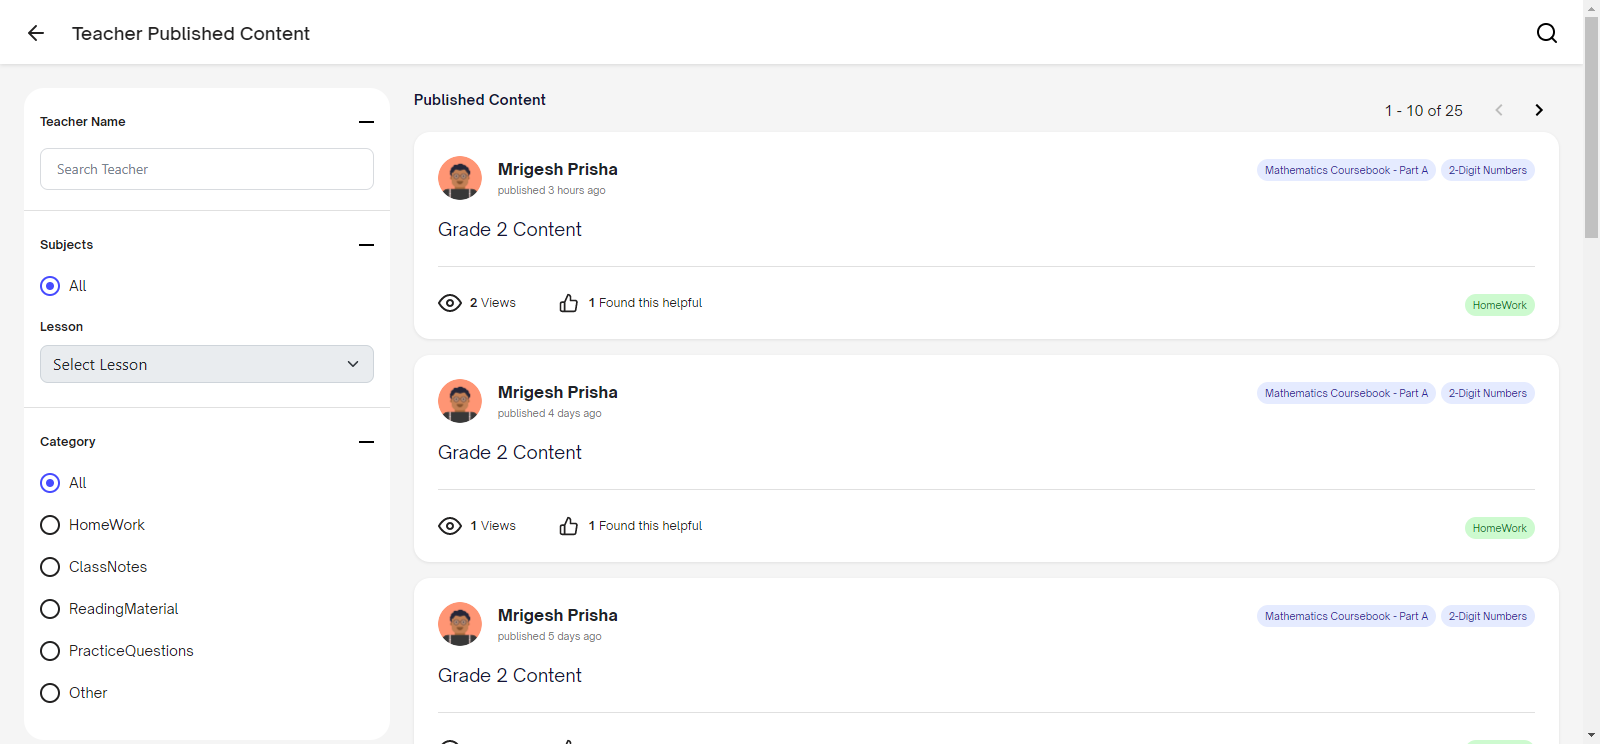 Teacher Published Content
Teacher Name
Search Teacher
Subjects
All
Lesson
Select Lesson
Category
All
HomeWork
ClassNotes
ReadingMaterial
PracticeQuestions
Other
Published Content
1 - 10 of 25
Mrigesh Prisha
published 3 hours ago
Mathematics Coursebook - Part A
2-Digit Numbers
Grade 2 Content
2 Views
1 Found this helpful
HomeWork
Mrigesh Prisha
published 4 days ago
Mathematics Coursebook - Part A
2-Digit Numbers
Grade 2 Content
1 Views
1 Found this helpful
HomeWork
Mrigesh Prisha
published 5 days ago
Mathematics Coursebook - Part A
2-Digit Numbers
Grade 2 Content